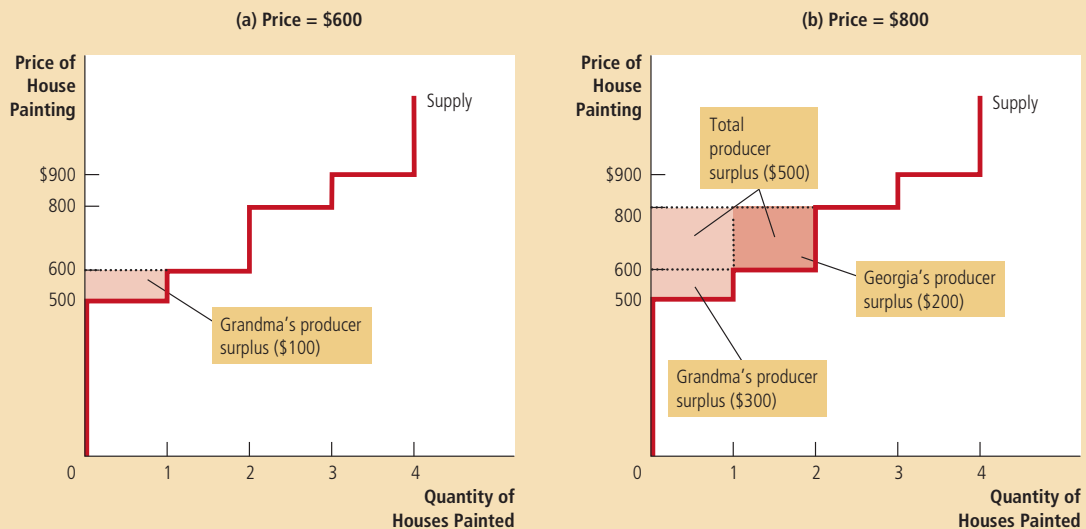 (a) Price = $600
Price of
House
Painting
Supply
$900
800
600
500
Grandma's producer
surplus ($100)
0
1
2
3
4
Quantity of
Houses Painted
(b) Price = $800
Price of
House
Painting
Supply
Total
producer
surplus ($500)
$900
800
600
500
Georgia's producer
surplus ($200)
Grandma's producer
surplus ($300)
0
1
2
3
4
Quantity of
Houses Painted